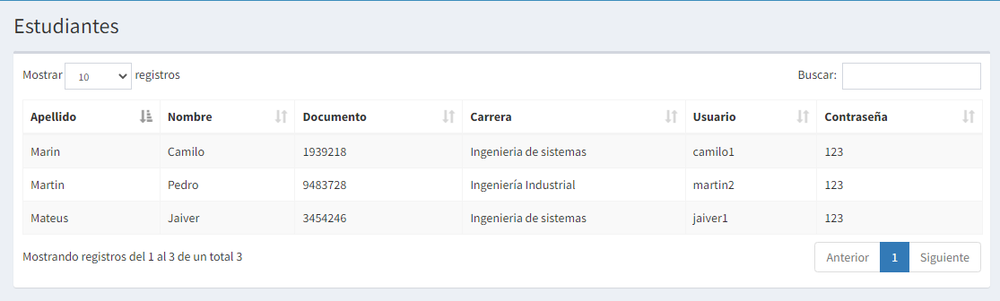 Estudiantes
Mostrar 10 registros Buscar:
Apellido Nombre Documento Carrera Usuario Contraseña
Marin Camilo 1939218 Ingenieria de sistemas camilo1 123
Martin Pedro 9483728 Ingeniería Industrial martin2 123
Mateus Jaiver 3454246 Ingenieria de sistemas jaiver1 123
Mostrando registros del 1 al 3 de un total 3 Anterior 1 Siguiente